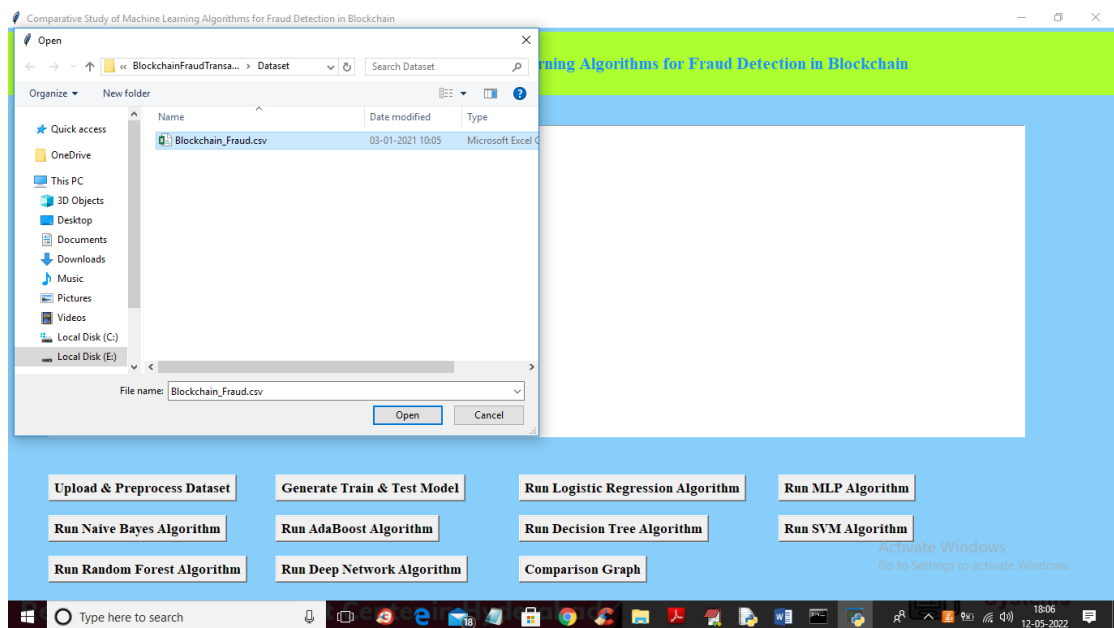 Comparative Study of Machine Learning Algorithms for Fraud Detection in Blockchain
Open
rning Algorithms for Fraud Detection in Blockchain
« BlockchainFraudTransa... > Dataset
Search Dataset
Organize
New folder
Name
Date modified
Type
Quick access
Blockchain_Fraud.csv
03-01-2021 10:05
Microsoft Excel C
OneDrive
This PC
3D Objects
Desktop
Documents
Downloads
Music
Pictures
Videos
Local Disk (C:)
Local Disk (E:)
File name:
Blockchain_Fraud.csv
Open
Cancel
Upload & Preprocess Dataset
Generate Train & Test Model
Run Logistic Regression Algorithm
Run MLP Algorithm
Run Naive Bayes Algorithm
Run AdaBoost Algorithm
Run Decision Tree Algorithm
Run SVM Algorithm
Activate Windows
Go to Settings to activate Windows.
Run Random Forest Algorithm
Run Deep Network Algorithm
Comparison Graph
Type here to search
18
18:06
12-05-2022